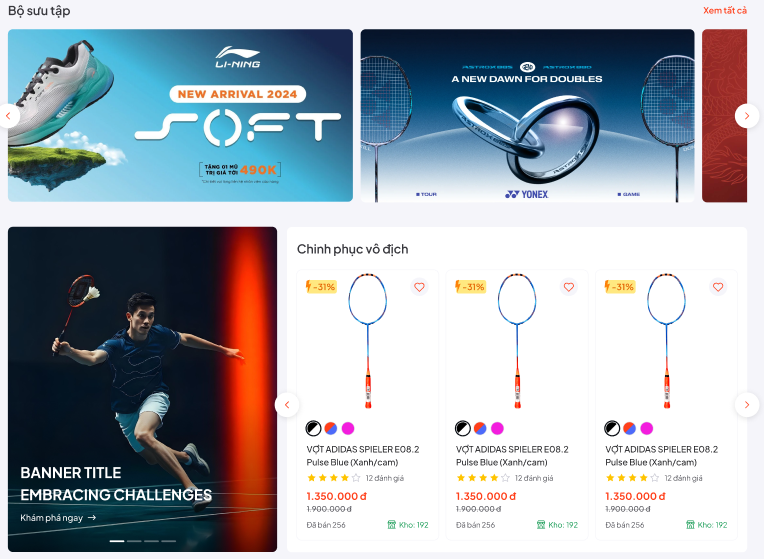 Bộ sưu tập
Xem tất cả
LI-NING
NEW ARRIVAL 2024
SOFT
TẶNG 01 MŨ
TRỊ GIÁ TỚI 490K
ASTROX 88S ASTROX 88D
A NEW DAWN FOR DOUBLES
TOUR
YONEX
GAME
BANNER TITLE
EMBRACING CHALLENGES
Khám phá ngay →
Chinh phục vô địch
-31%
VỢT ADIDAS SPIELER E08.2
Pulse Blue (Xanh/cam)
12 đánh giá
1.350.000 đ
1.900.000 đ
Đã bán 256
Kho: 192
-31%
VỢT ADIDAS SPIELER E08.2
Pulse Blue (Xanh/cam)
12 đánh giá
1.350.000 đ
1.900.000 đ
Đã bán 256
Kho: 192
-31%
VỢT ADIDAS SPIELER E08.2
Pulse Blue (Xanh/cam)
12 đánh giá
1.350.000 đ
1.900.000 đ
Đã bán 256
Kho: 192